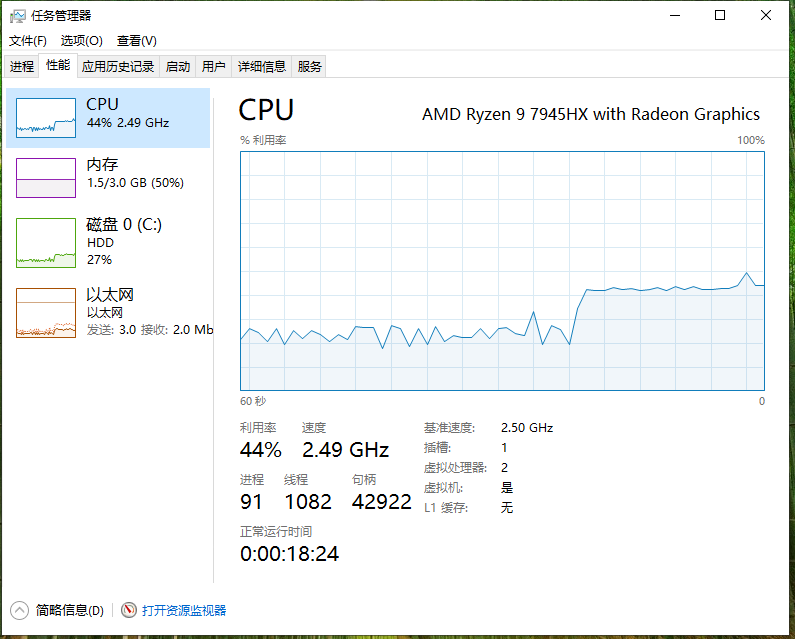 任务管理器
文件(F) 选项(O) 查看(V)
进程 性能 应用历史记录 启动 用户 详细信息 服务
CPU
44% 2.49 GHz
内存
1.5/3.0 GB (50%)
磁盘 0 (C:)
HDD
27%
以太网
以太网
发送: 3.0 接收: 2.0 Mb
CPU AMD Ryzen 9 7945HX with Radeon Graphics
% 利用率 100%
60 秒 0
利用率 速度
44% 2.49 GHz
进程 线程 句柄
91 1082 42922
正常运行时间
0:00:18:24
基准速度: 2.50 GHz
插槽: 1
虚拟处理器: 2
虚拟机: 是
L1 缓存: 无
简略信息(D) 打开资源监视器